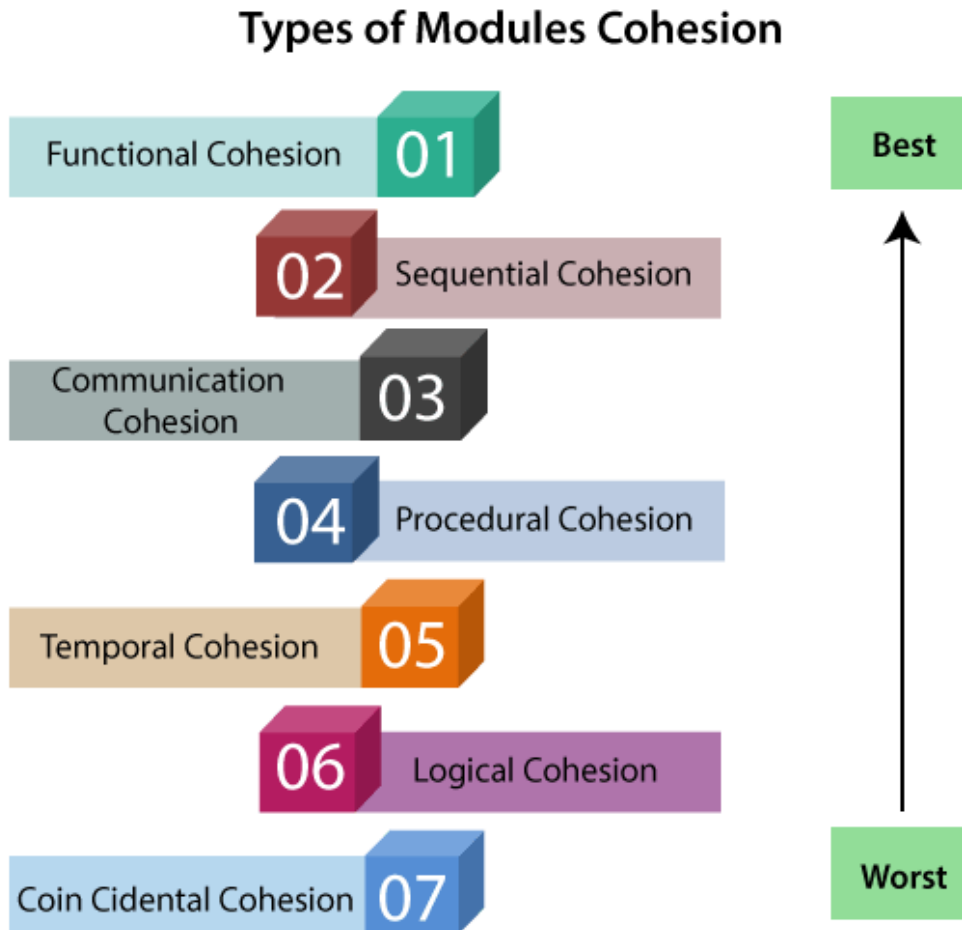 Types of Modules Cohesion
Functional Cohesion 01
Best
02 Sequential Cohesion
Communication
Cohesion
03
04 Procedural Cohesion
Temporal Cohesion 05
06 Logical Cohesion
Coin Cidental Cohesion 07
Worst